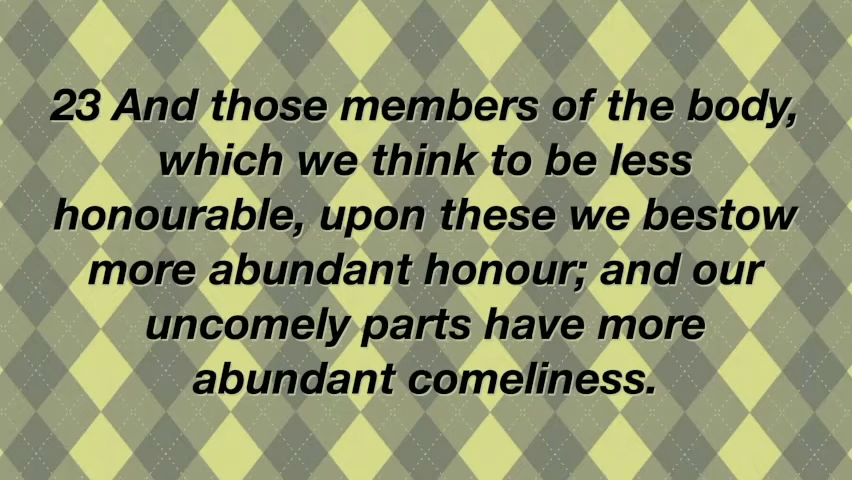 23 And those members of the body,
which we think to be less
honourable, upon these we bestow
more abundant honour; and our
uncomely parts have more
abundant comeliness.